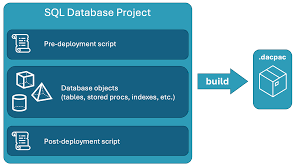 SQL Database Project
Pre-deployment script
Database objects
(tables, stored procs, indexes, etc.)
Post-deployment script
build
.dacpac